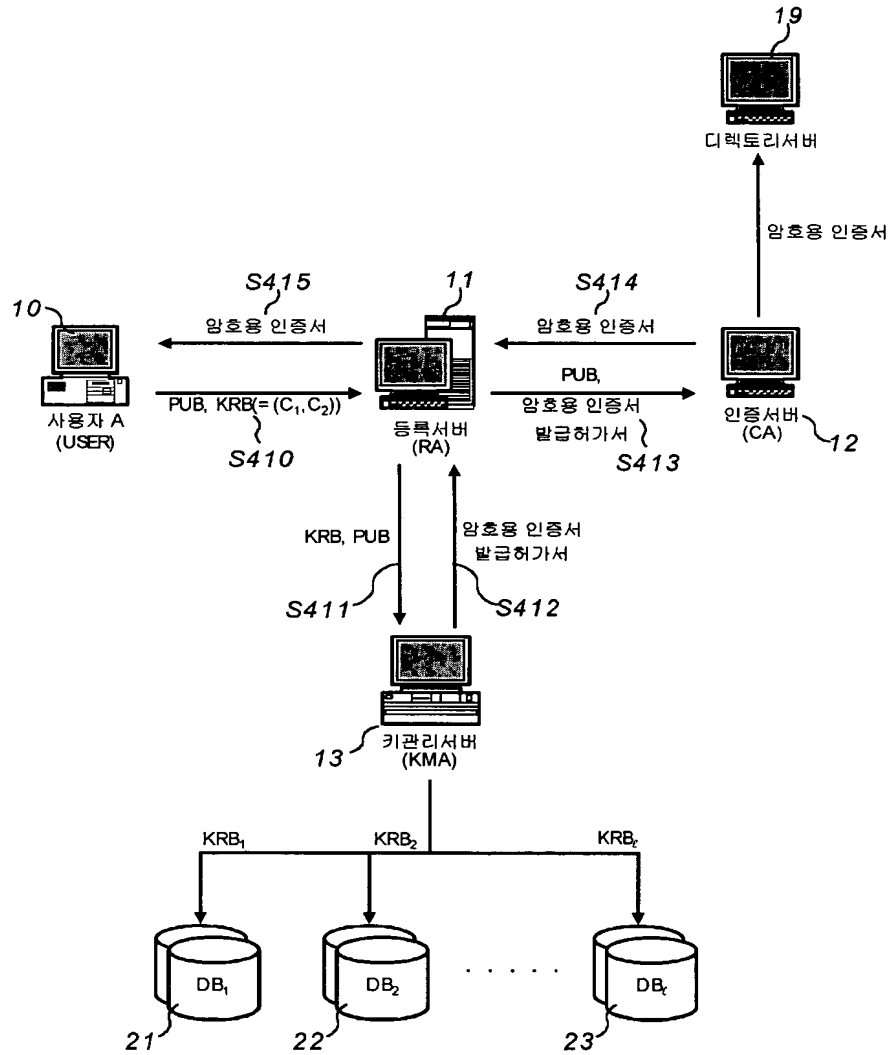 19
디렉토리서버
암호용 인증서
S415
11
S414
10
암호용 인증서
암호용 인증서
PUB, KRB(=(C₁,C₂))
PUB,
암호용 인증서
발급허가서
사용자 A
(USER)
S410
등록서버
(RA)
S413
인증서버
(CA)
12
KRB, PUB
암호용 인증서
발급허가서
S411
S412
13
키관리서버
(KMA)
KRB₁
KRB₂
KRBℓ
DB₁
DB₂
. . . . .
DBℓ
21
22
23